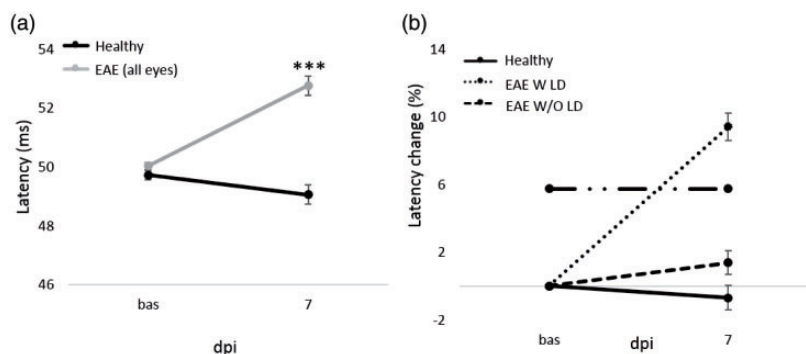 (a)
Healthy
EAE (all eyes)
***
54
52
50
48
46
Latency (ms)
bas
7
dpi
(b)
Healthy
EAE W LD
EAE W/O LD
14
10
6
2
-2
Latency change (%)
bas
dpi
7